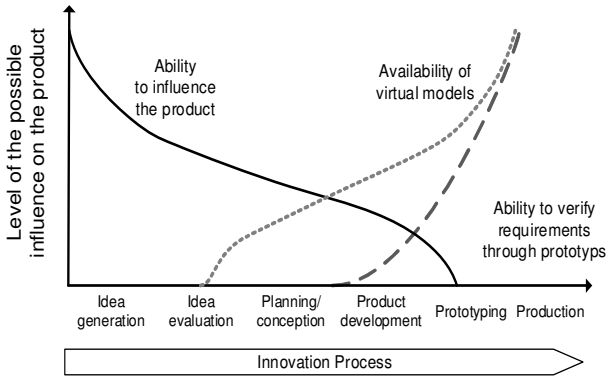 Level of the possible
influence on the product
Ability
to influence
the product
Availability of
virtual models
Ability to verify
requirements
through prototyps
Idea
generation
Idea
evaluation
Planning/
conception
Product
development
Prototyping
Production
Innovation Process